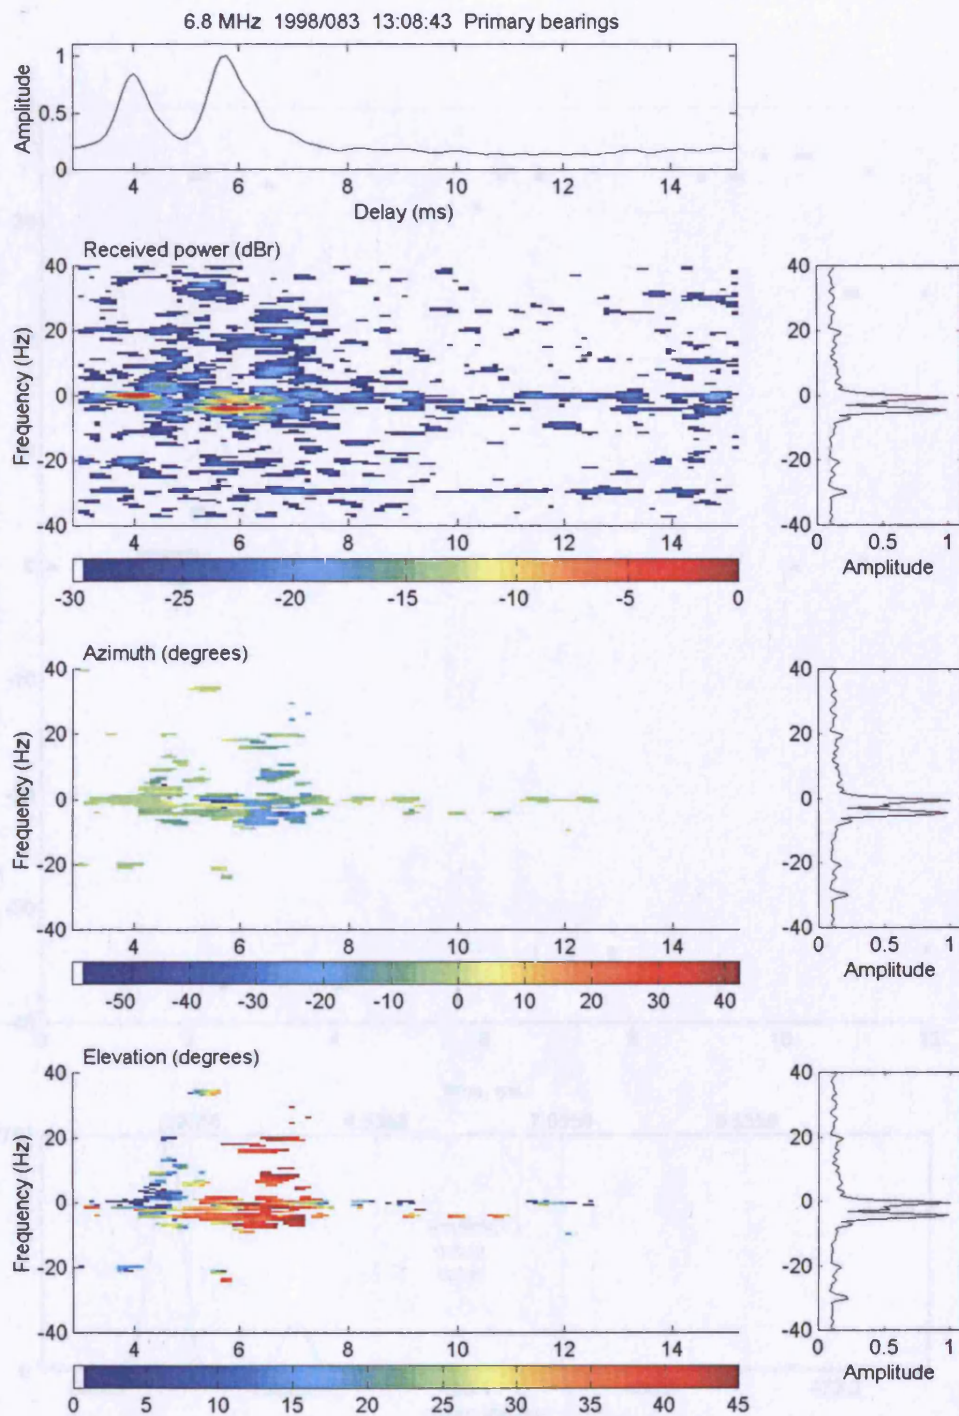 6.8 MHz 1998/083 13:08:43 Primary bearings
Amplitude
1
0.5
0
4 6 8 10 12 14
Delay (ms)
Received power (dBr)
Frequency (Hz)
40
20
0
-20
-40
4 6 8 10 12 14
-30 -25 -20 -15 -10 -5 0
40
20
0
-20
-40
0 0.5 1
Amplitude
Azimuth (degrees)
Frequency (Hz)
40
20
0
-20
-40
4 6 8 10 12 14
-50 -40 -30 -20 -10 0 10 20 30 40
40
20
0
-20
-40
0 0.5 1
Amplitude
Elevation (degrees)
Frequency (Hz)
40
20
0
-20
-40
4 6 8 10 12 14
0 5 10 15 20 25 30 35 40 45
40
20
0
-20
-40
0 0.5 1
Amplitude